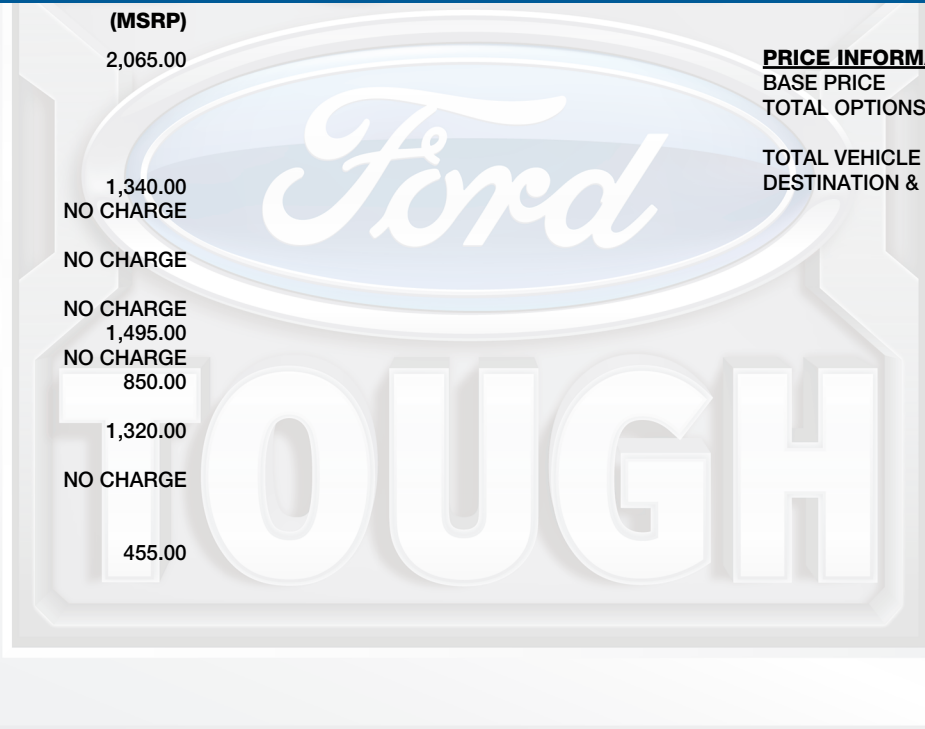 (MSRP)
2,065.00
1,340.00
NO CHARGE
NO CHARGE
NO CHARGE
1,495.00
NO CHARGE
850.00
1,320.00
NO CHARGE
455.00
PRICE INFORMA
BASE PRICE
TOTAL OPTIONS
TOTAL VEHICLE
DESTINATION &
Ford
TOUGH